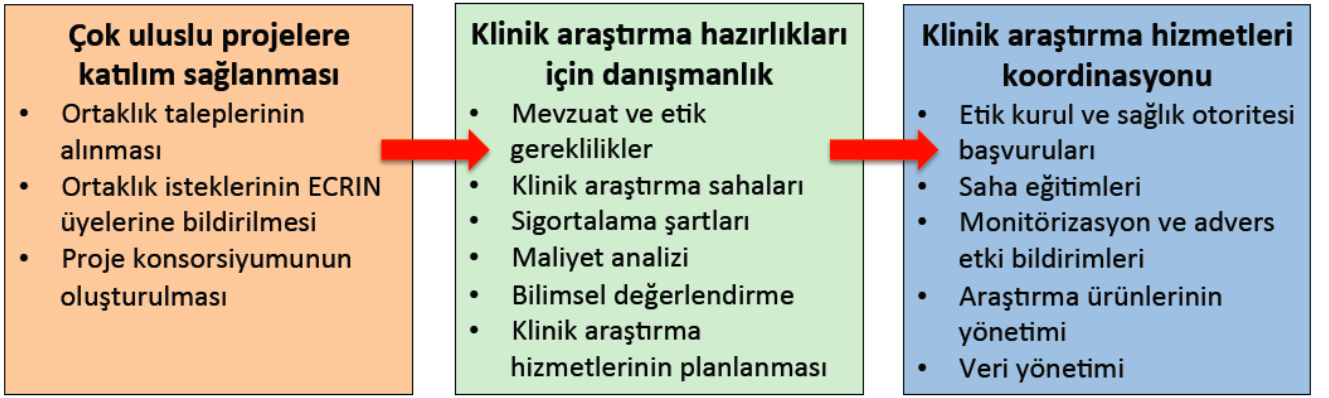 Çok uluslu projelere
katılım sağlanması
• Ortaklık taleplerinin
alınması
• Ortaklık isteklerinin ECRIN
üyelerine bildirilmesi
• Proje konsorsiyumunun
oluşturulması
Klinik araştırma hazırlıkları
için danışmanlık
• Mevzuat ve etik
gereklilikler
• Klinik araştırma sahaları
• Sigortalama şartları
• Maliyet analizi
• Bilimsel değerlendirme
• Klinik araştırma
hizmetlerinin planlanması
Klinik araştırma hizmetleri
koordinasyonu
• Etik kurul ve sağlık otoritesi
başvuruları
• Saha eğitimleri
• Monitörizasyon ve advers
etki bildirimleri
• Araştırma ürünlerinin
yönetimi
• Veri yönetimi